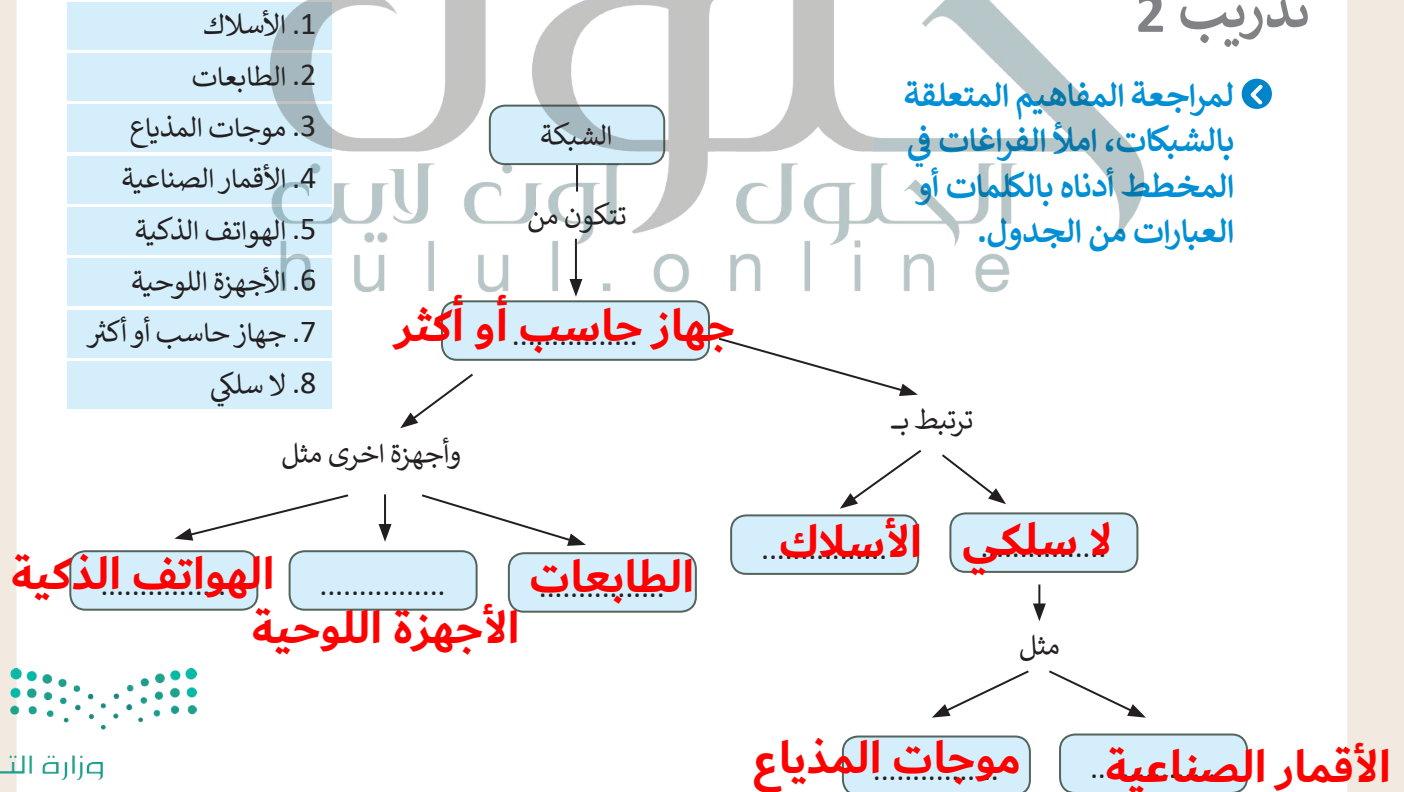 تدريب 2
لمراجعة المفاهيم المتعلقة
بالشبكات، املأ الفراغات في
المخطط أدناه بالكلمات أو
العبارات من الجدول.
1. الأسلاك
2. الطابعات
3. موجات المذياع
4. الأقمار الصناعية
5. الهواتف الذكية
6. الأجهزة اللوحية
7. جهاز حاسب أو أكثر
8. لا سلكي
حلول
الحلول اون لاين
hülul.online
الشبكة
تتكون من
جهاز حاسب أو أكثر
ترتبط بـ
وأجهزة اخرى مثل
لا سلكي
الأسلاك
الطابعات
................
الأجهزة اللوحية
الهواتف الذكية
مثل
الأقمار الصناعية
موجات المذياع
وزارة